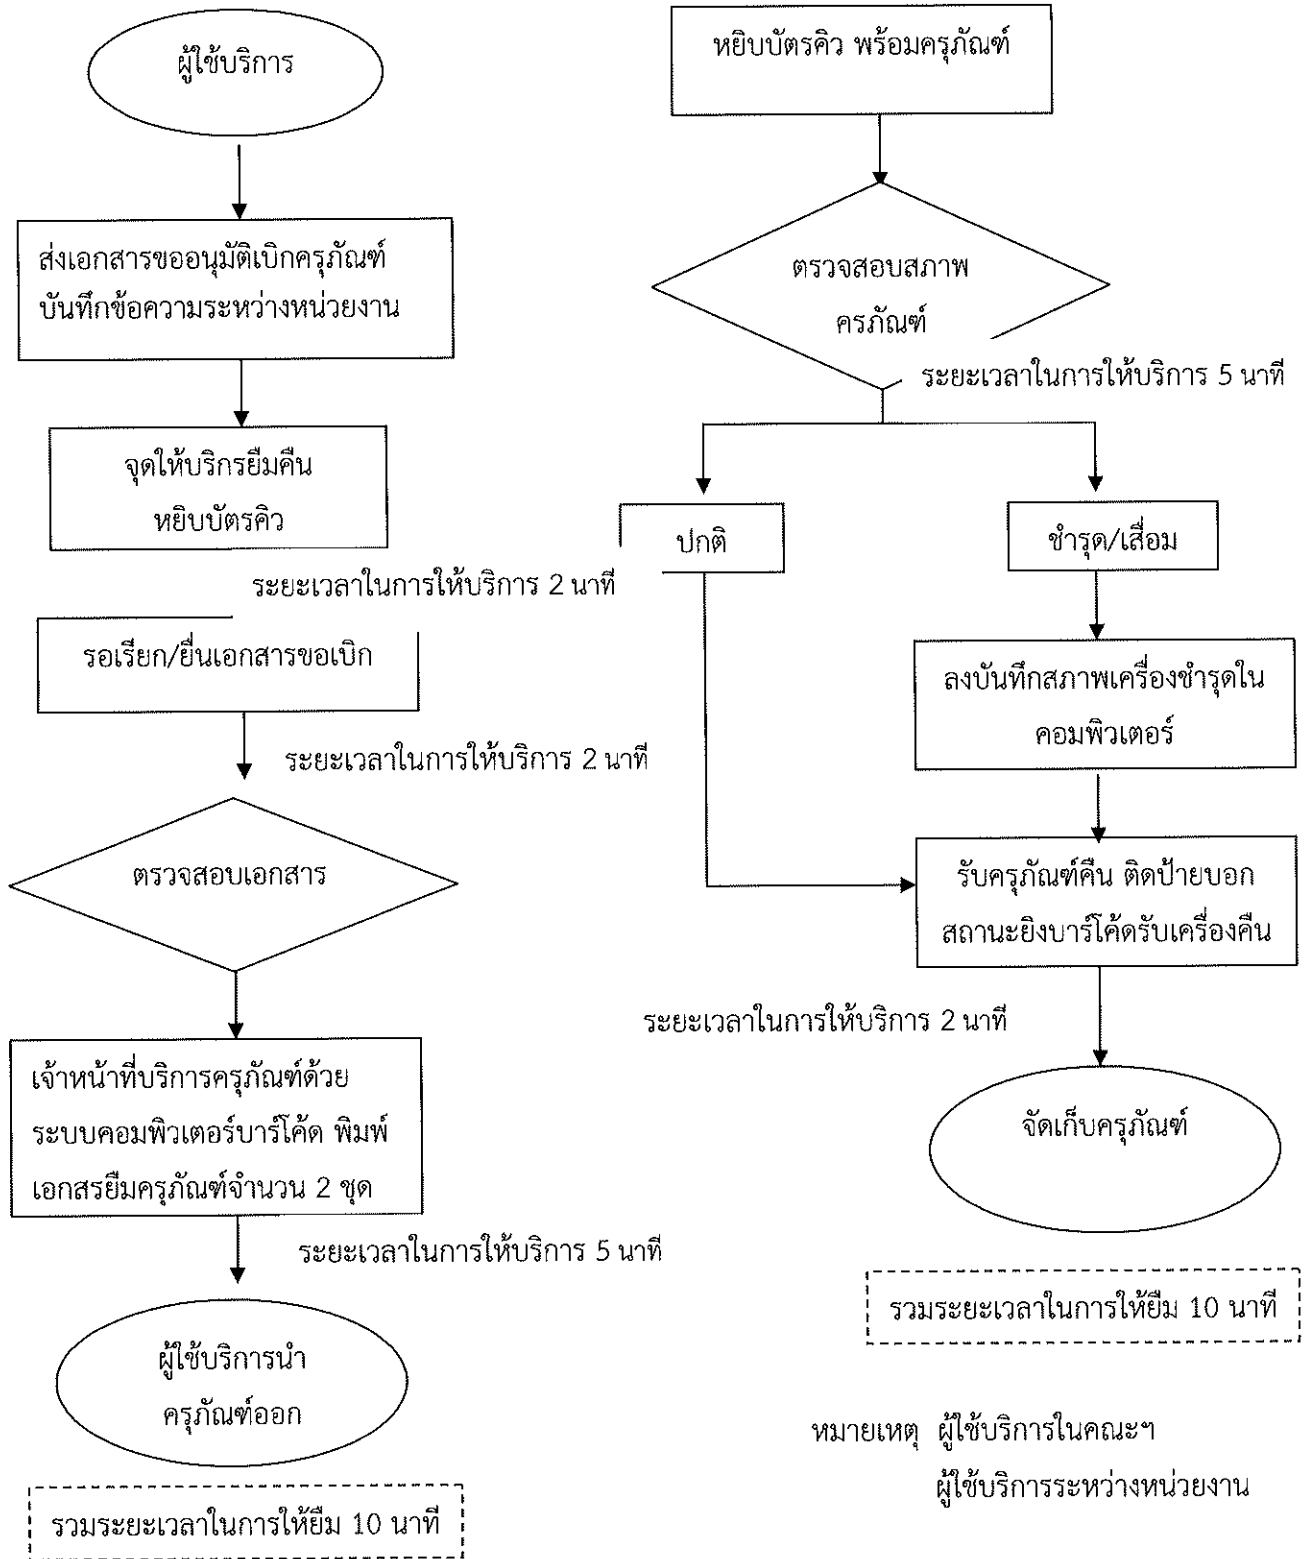 ผู้ใช้บริการ
ส่งเอกสารขออนุมัติเบิกครุภัณฑ์
บันทึกข้อความระหว่างหน่วยงาน
จุดให้บริกรยืมคืน
หยิบบัตรคิว
ระยะเวลาในการให้บริการ 2 นาที
รอเรียก/ยื่นเอกสารขอเบิก
ระยะเวลาในการให้บริการ 2 นาที
ตรวจสอบเอกสาร
เจ้าหน้าที่บริการครุภัณฑ์ด้วย
ระบบคอมพิวเตอร์บาร์โค้ด พิมพ์
เอกสรยืมครุภัณฑ์จำนวน 2 ชุด
ระยะเวลาในการให้บริการ 5 นาที
ผู้ใช้บริการนำ
ครุภัณฑ์ออก
รวมระยะเวลาในการให้ยืม 10 นาที
หยิบบัตรคิว พร้อมครุภัณฑ์
ตรวจสอบสภาพ
ครภัณฑ์
ระยะเวลาในการให้บริการ 5 นาที
ปกติ
ชำรุด/เสื่อม
ลงบันทึกสภาพเครื่องชำรุดใน
คอมพิวเตอร์
รับครุภัณฑ์คืน ติดป้ายบอก
สถานะยิงบาร์โค้ดรับเครื่องคืน
ระยะเวลาในการให้บริการ 2 นาที
จัดเก็บครุภัณฑ์
รวมระยะเวลาในการให้ยืม 10 นาที
หมายเหตุ ผู้ใช้บริการในคณะฯ
ผู้ใช้บริการระหว่างหน่วยงาน